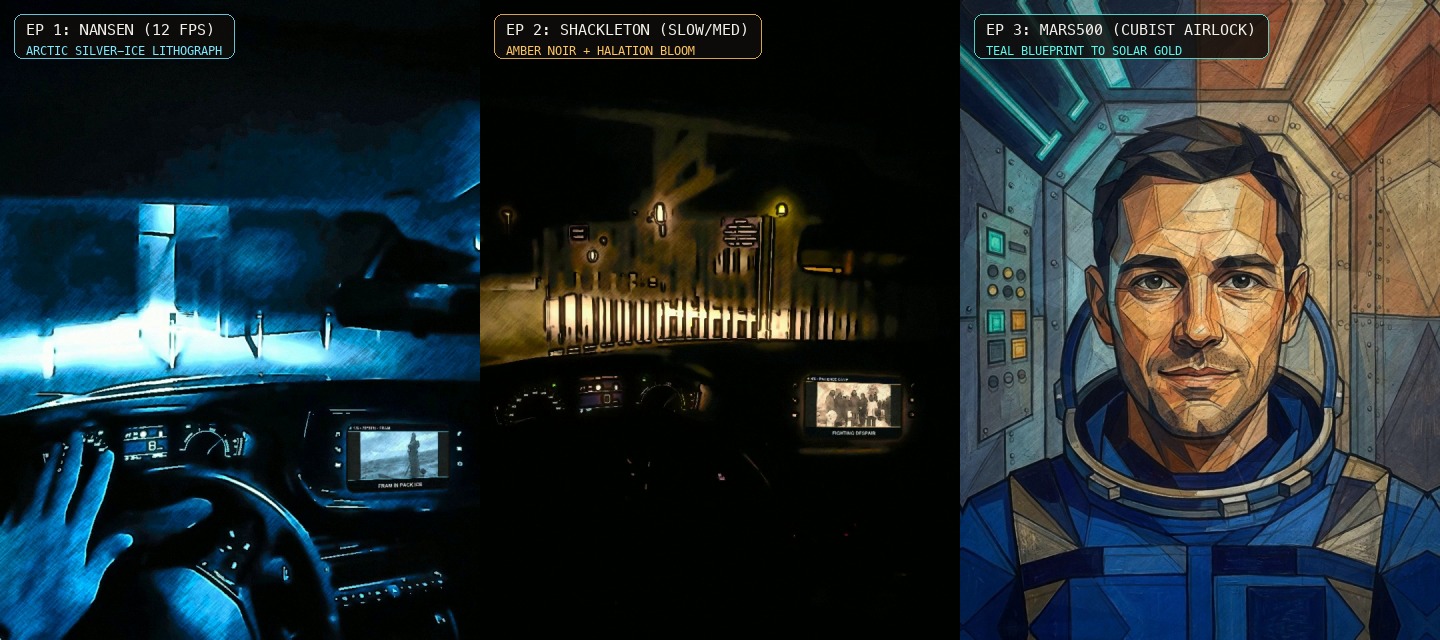 EP 1: NANSEN (12 FPS)
ARCTIC SILVER–ICE LITHOGRAPH
EP 2: SHACKLETON (SLOW/MED)
AMBER NOIR + HALATION BLOOM
EP 3: MARS500 (CUBIST AIRLOCK)
TEAL BLUEPRINT TO SOLAR GOLD
FRAM IN PACK ICE
FIGHTING DESPAIR